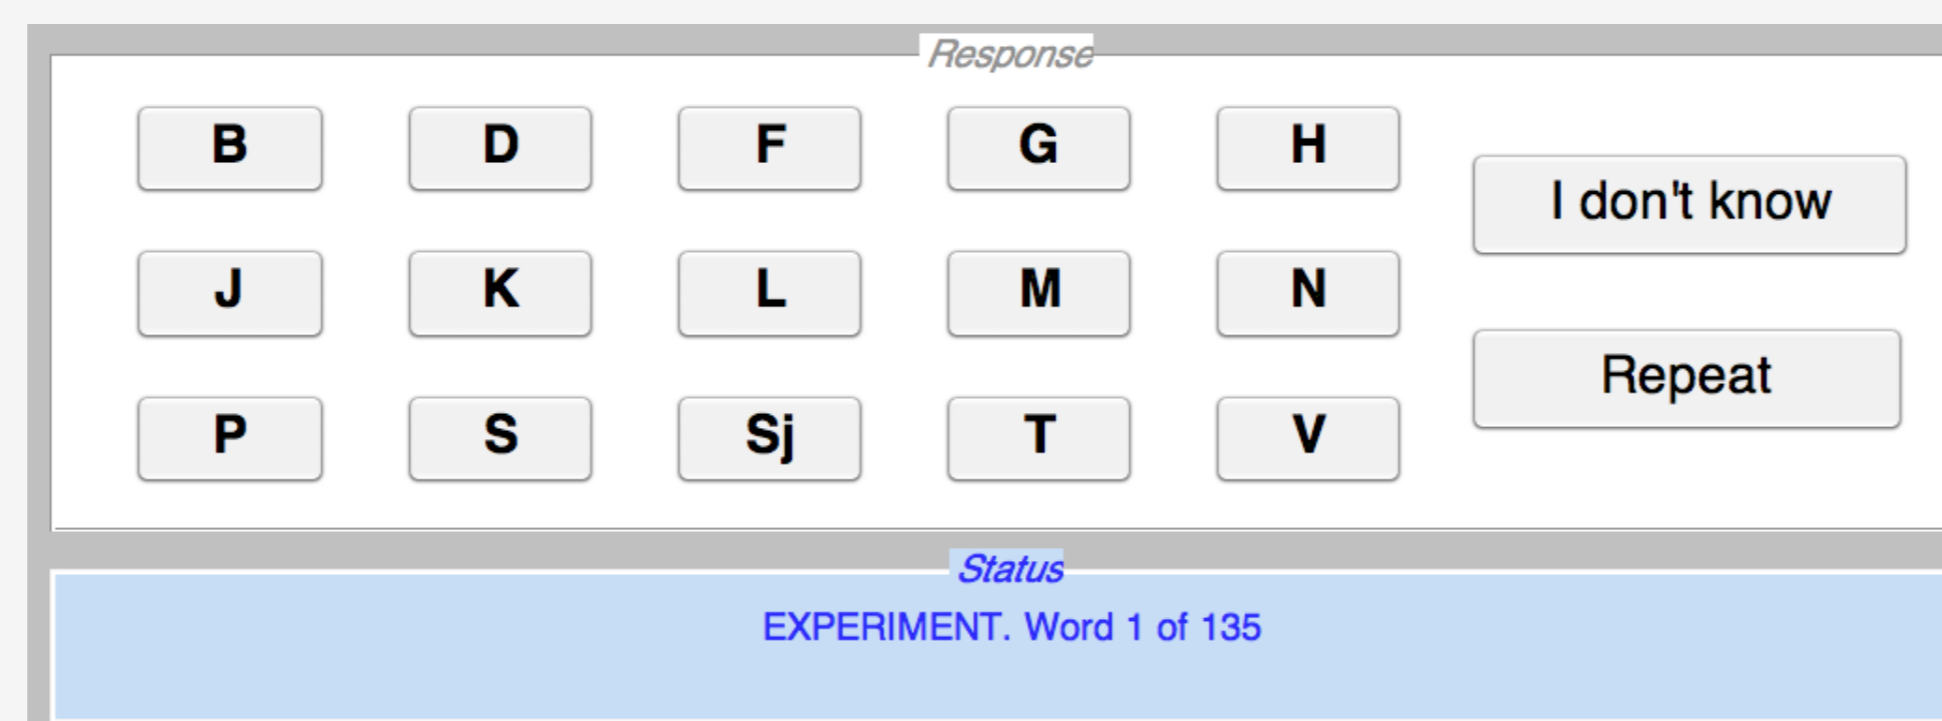 Response
B D F G H
I don't know
J K L M N
Repeat
P S Sj T V
Status
EXPERIMENT. Word 1 of 135